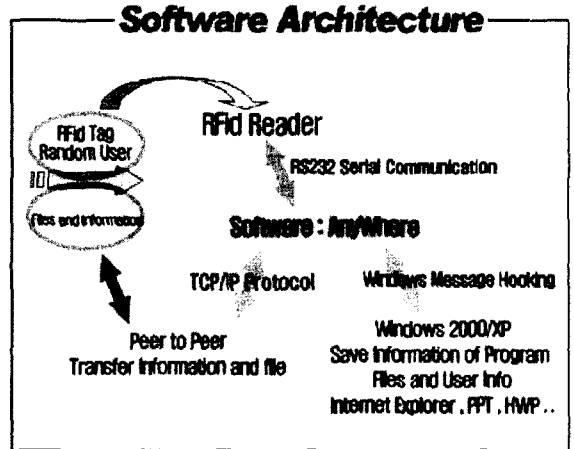 Software Architecture
RFid Tag
Random User
RFid Reader
ID
Files and Information
RS232 Serial Communication
Software : AnyWhere
TCP/IP Protocol
Windows Message Hooking
Peer to Peer
Transfer Information and file
Windows 2000/XP
Save Information of Program
Files and User Info
Internet Explorer , PPT , HWP ..